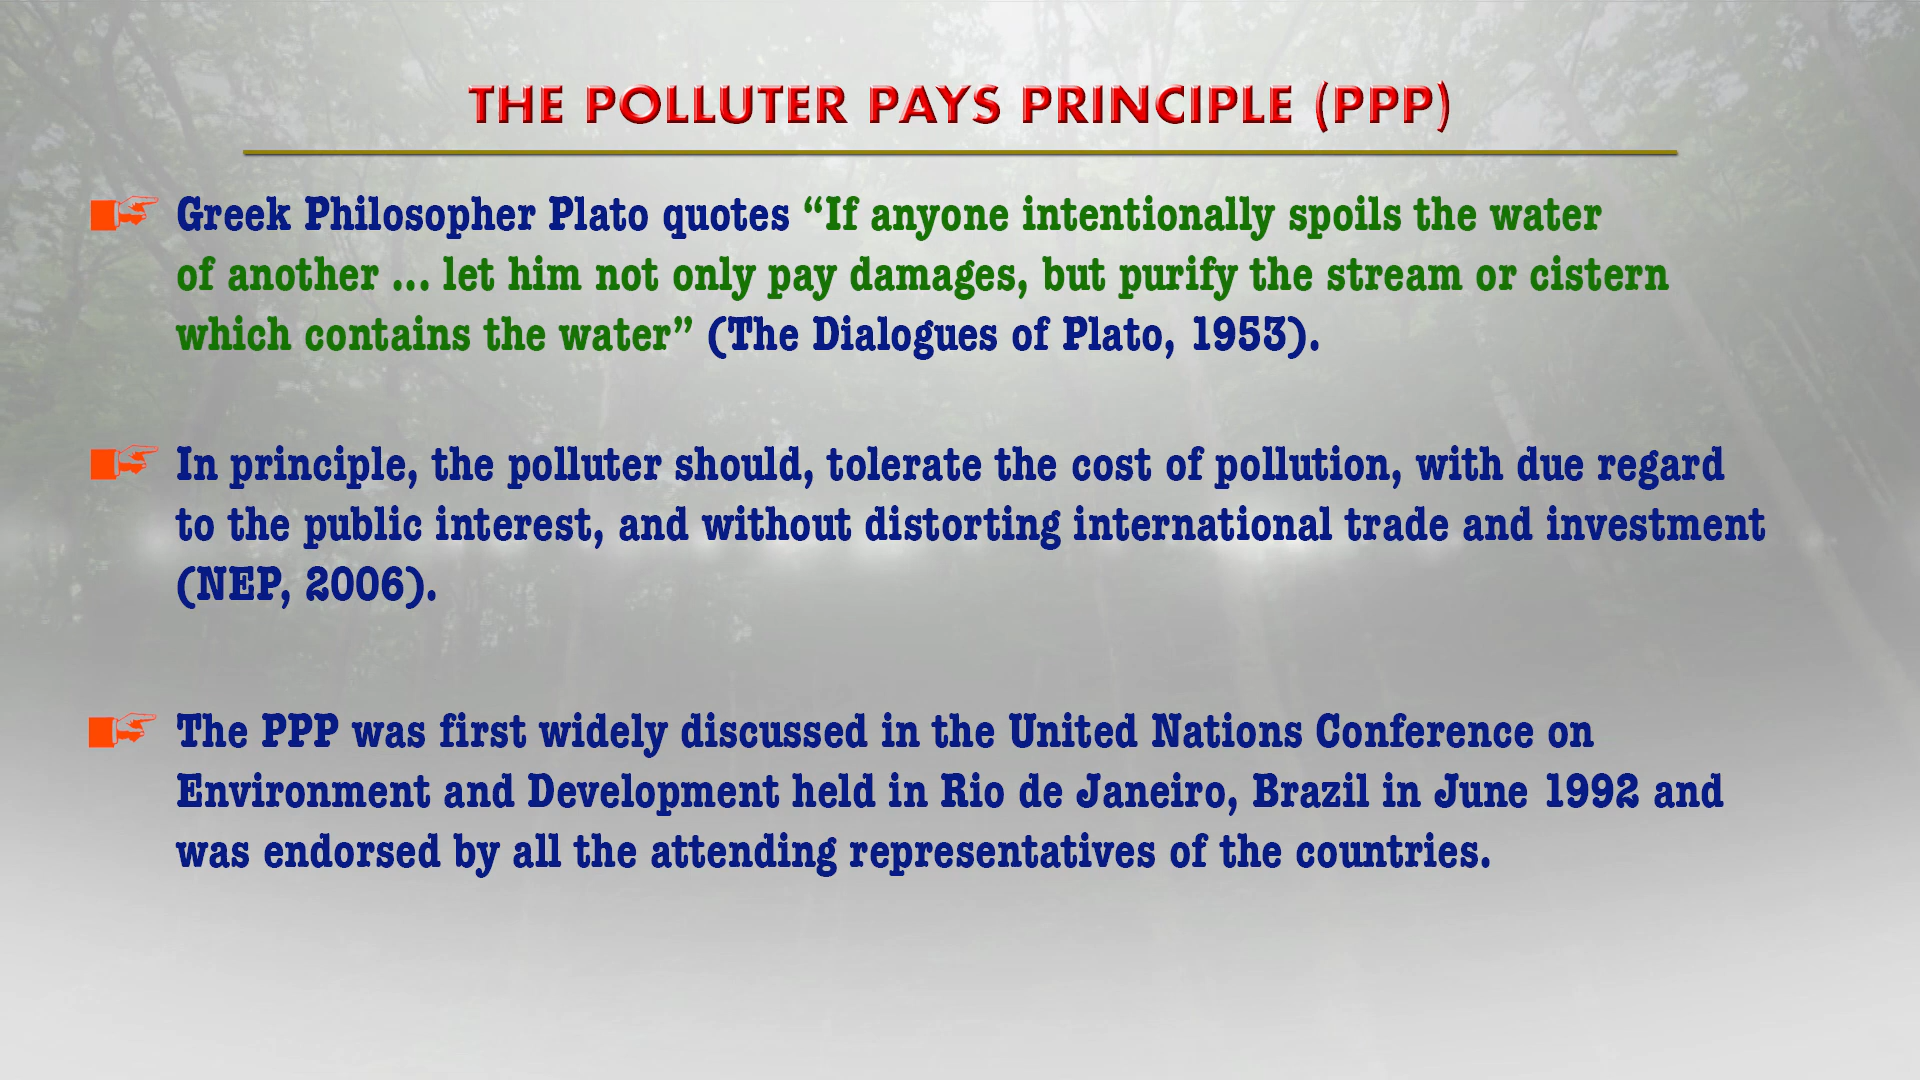 THE POLLUTER PAYS PRINCIPLE (PPP)
Greek Philosopher Plato quotes “If anyone intentionally spoils the water
of another ... let him not only pay damages, but purify the stream or cistern
which contains the water” (The Dialogues of Plato, 1953).
In principle, the polluter should, tolerate the cost of pollution, with due regard
to the public interest, and without distorting international trade and investment
(NEP, 2006).
The PPP was first widely discussed in the United Nations Conference on
Environment and Development held in Rio de Janeiro, Brazil in June 1992 and
was endorsed by all the attending representatives of the countries.